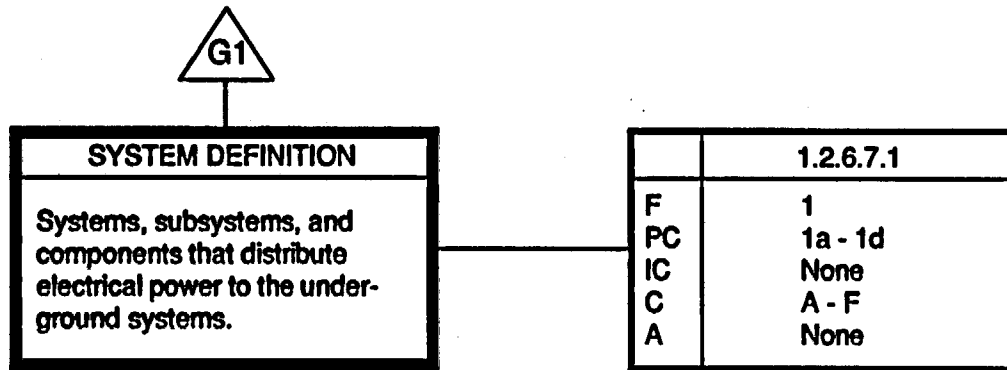 G1
SYSTEM DEFINITION
Systems, subsystems, and
components that distribute
electrical power to the under-
ground systems.
1.2.6.7.1
F 1
PC 1a - 1d
IC None
C A - F
A None